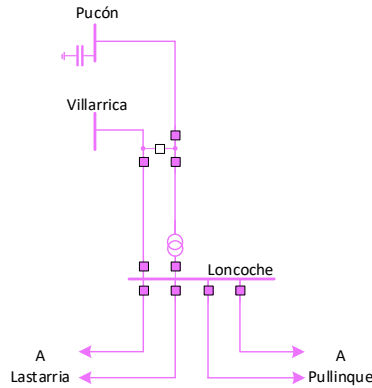 Pucón
Villarrica
Loncoche
A
Lastarria
A
Pullinque